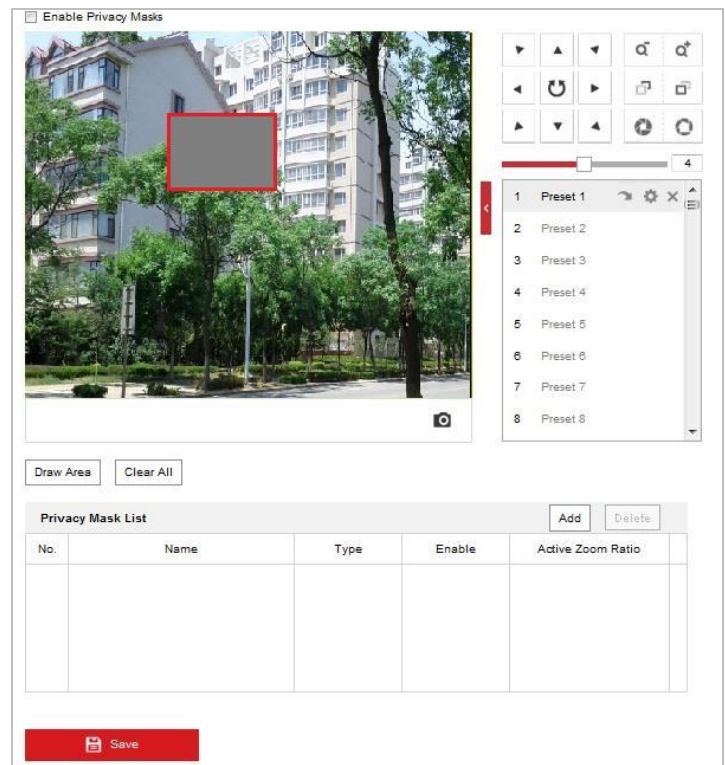 Enable Privacy Masks
4
1 Preset 1
2 Preset 2
3 Preset 3
4 Preset 4
5 Preset 5
6 Preset 6
7 Preset 7
8 Preset 8
Draw Area Clear All
Privacy Mask List Add Delete
No. Name Type Enable Active Zoom Ratio
Save